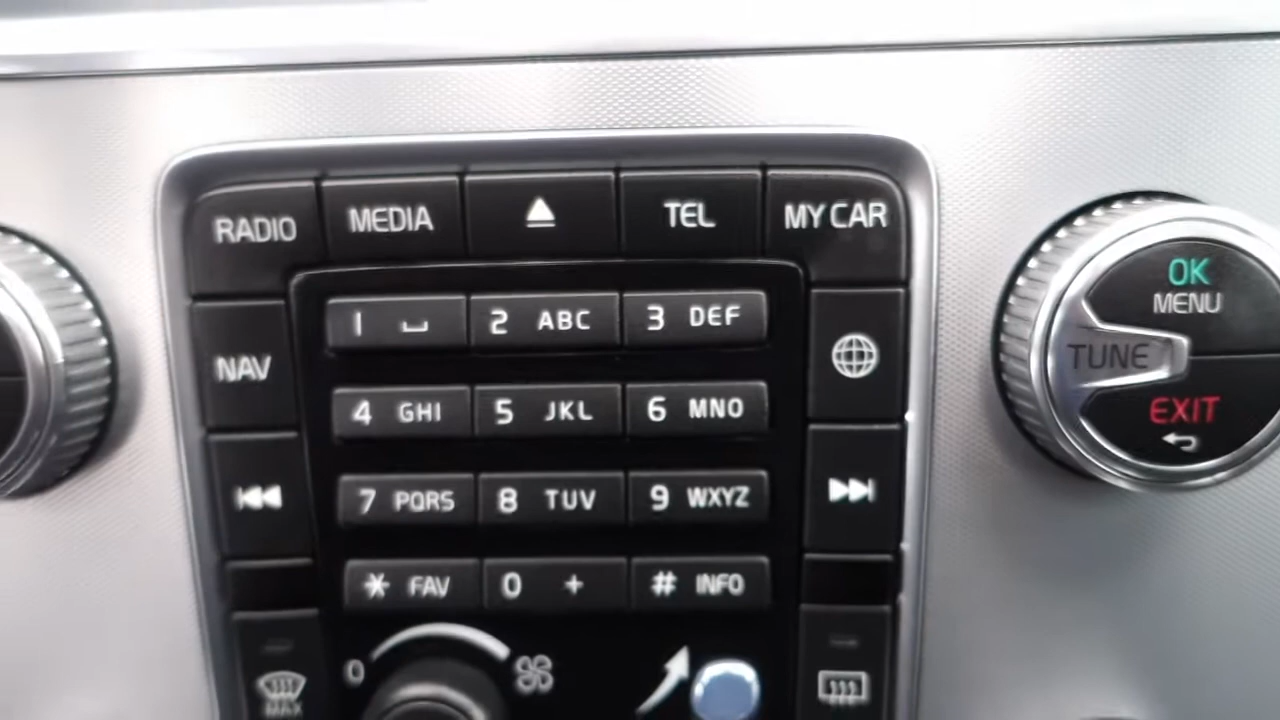 RADIO MEDIA TEL MY CAR
1 2 ABC 3 DEF
NAV
4 GHI 5 JKL 6 MNO
7 PQRS 8 TUV 9 WXYZ
* FAV 0 + # INFO
0
MAX
OK
MENU
TUNE
EXIT